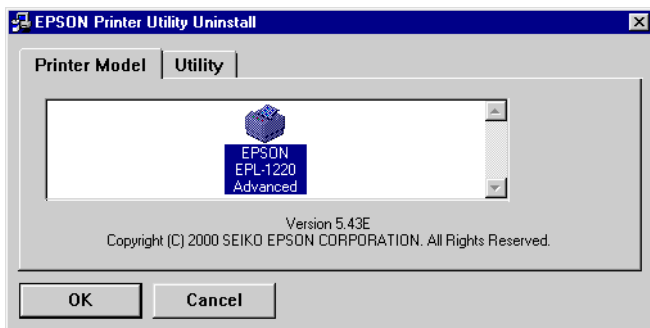 EPSON Printer Utility Uninstall
Printer Model Utility
EPSON
EPL-1220
Advanced
Version 5.43E
Copyright (C) 2000 SEIKO EPSON CORPORATION. All Rights Reserved.
OK Cancel